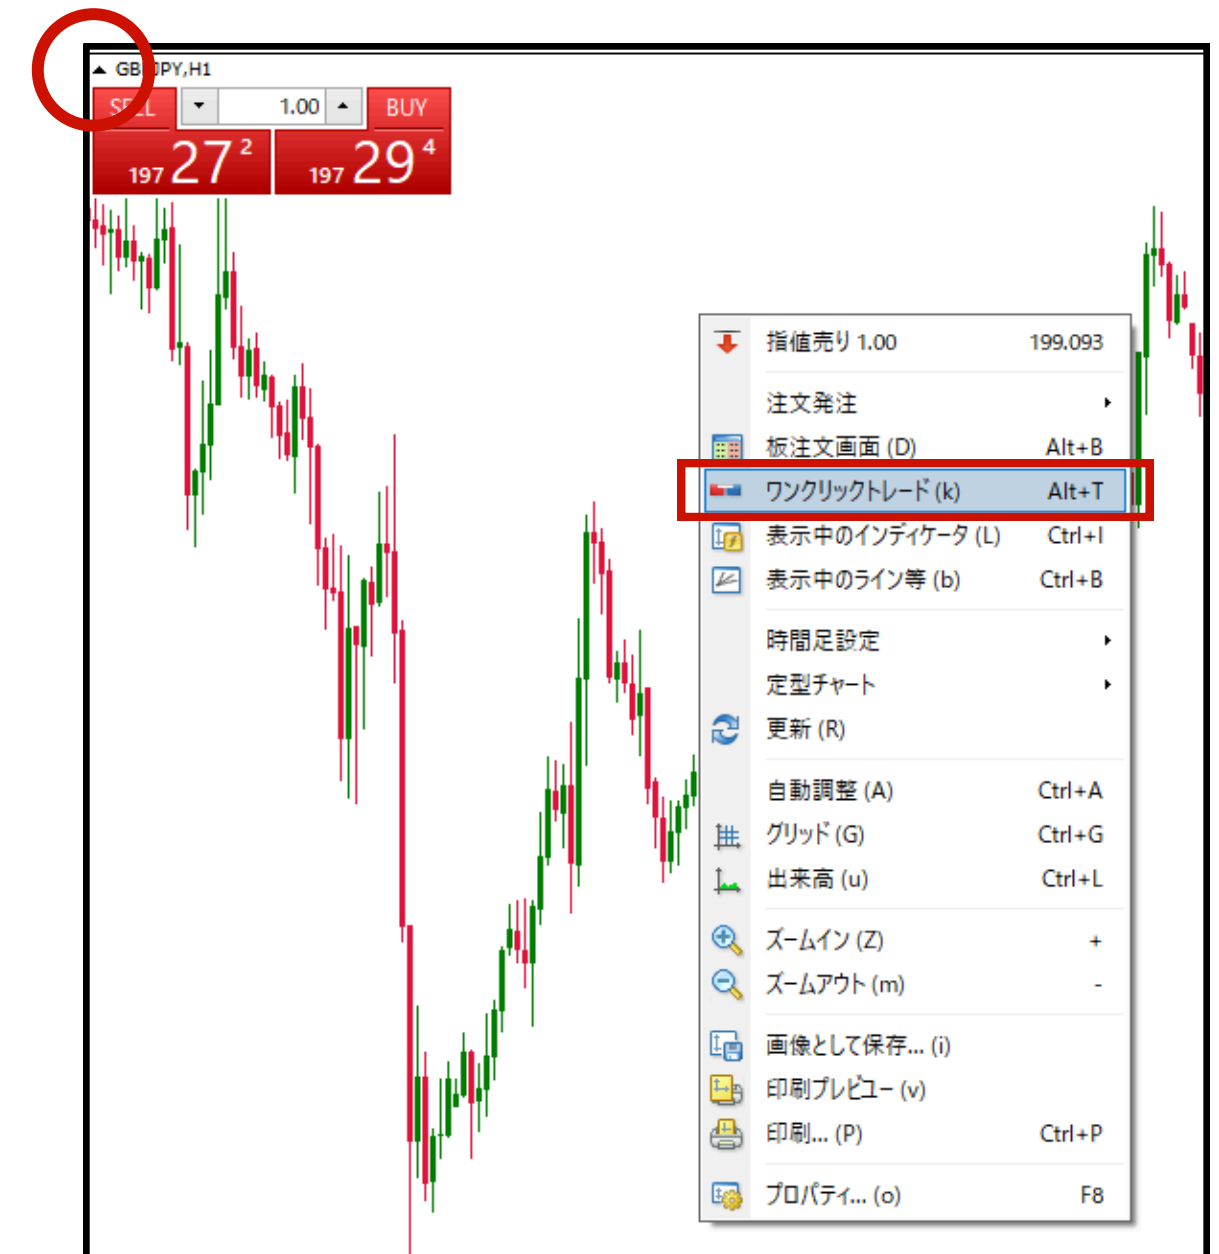 GBPJPY,H1
SELL 1.00 BUY
197 27 2 197 29 4
指値売り 1.00 199.093
注文発注
板注文画面 (D) Alt+B
ワンクリックトレード (k) Alt+T
表示中のインディケータ (L) Ctrl+I
表示中のライン等 (b) Ctrl+B
時間足設定
定型チャート
更新 (R)
自動調整 (A) Ctrl+A
グリッド (G) Ctrl+G
出来高 (u) Ctrl+L
ズームイン (Z) +
ズームアウト (m) -
画像として保存... (i)
印刷プレビュー (v)
印刷... (P) Ctrl+P
プロパティ... (o) F8